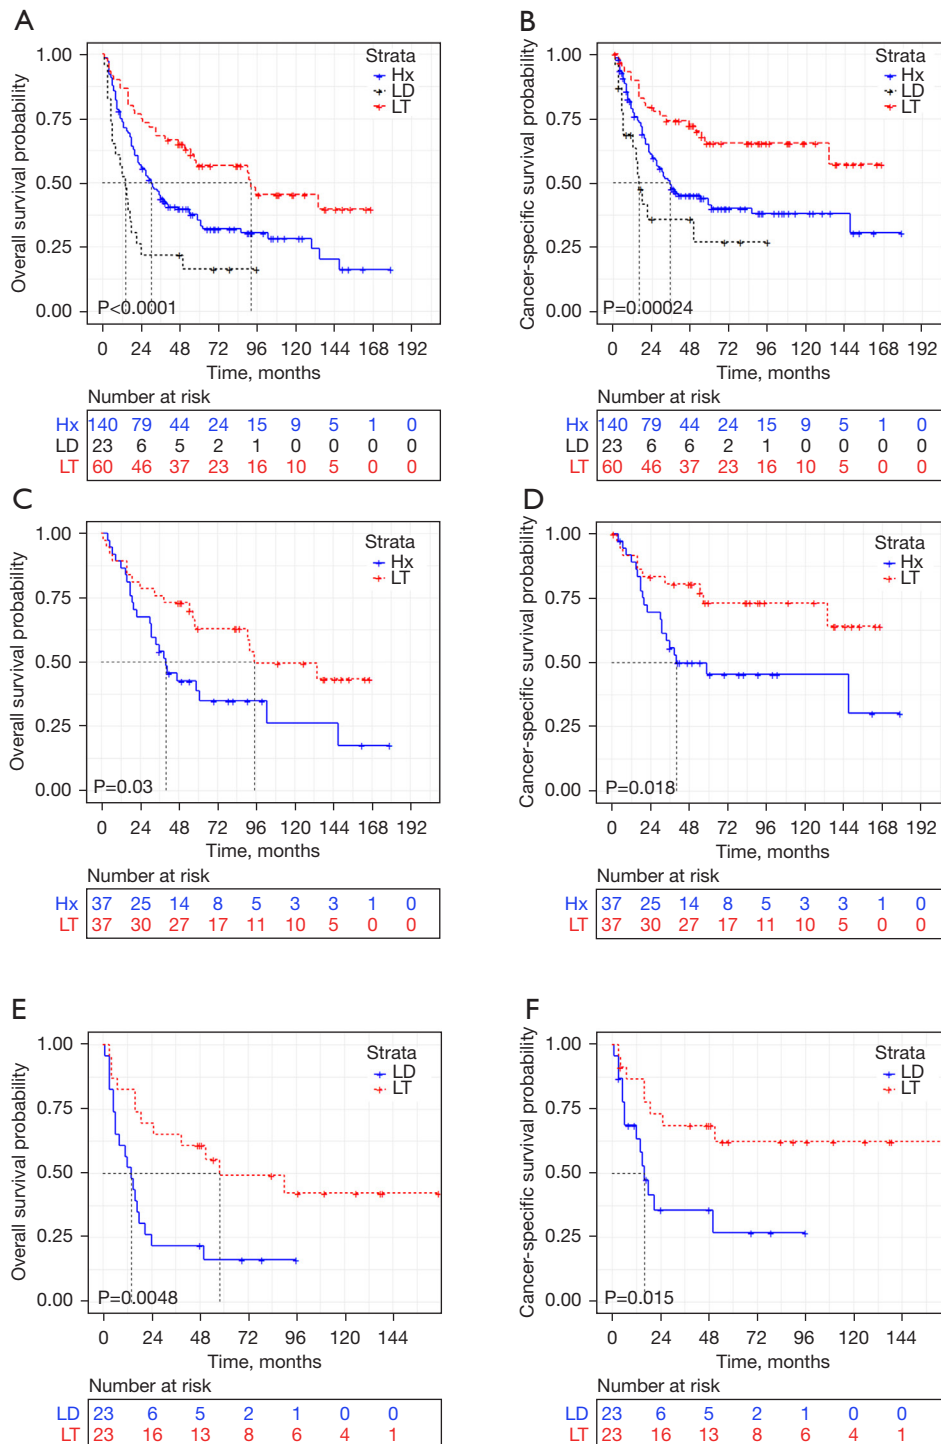 A
Overall survival probability
1.00
0.75
0.50
0.25
0.00
Strata
Hx
LD
LT
P<0.0001
0 24 48 72 96 120 144 168 192
Time, months
Number at risk
Hx 140 79 44 24 15 9 5 1 0
LD 23 6 5 2 1 0 0 0 0
LT 60 46 37 23 16 10 5 0 0
B
Cancer-specific survival probability
1.00
0.75
0.50
0.25
0.00
Strata
Hx
LD
LT
P=0.00024
0 24 48 72 96 120 144 168 192
Time, months
Number at risk
Hx 140 79 44 24 15 9 5 1 0
LD 23 6 6 2 1 0 0 0 0
LT 60 46 37 23 16 10 5 0 0
C
Overall survival probability
1.00
0.75
0.50
0.25
0.00
Strata
Hx
LT
P=0.03
0 24 48 72 96 120 144 168 192
Time, months
Number at risk
Hx 37 25 14 8 5 3 3 1 0
LT 37 30 27 17 11 10 5 0 0
D
Cancer-specific survival probability
1.00
0.75
0.50
0.25
0.00
Strata
Hx
LT
P=0.018
0 24 48 72 96 120 144 168 192
Time, months
Number at risk
Hx 37 25 14 8 5 3 3 1 0
LT 37 30 27 17 11 10 5 0 0
E
Overall survival probability
1.00
0.75
0.50
0.25
0.00
Strata
LD
LT
P=0.0048
0 24 48 72 96 120 144
Time, months
Number at risk
LD 23 6 5 2 1 0 0
LT 23 16 13 8 6 4 1
F
Cancer-specific survival probability
1.00
0.75
0.50
0.25
0.00
Strata
LD
LT
P=0.015
0 24 48 72 96 120 144
Time, months
Number at risk
LD 23 6 5 2 1 0 0
LT 23 16 13 8 6 4 1